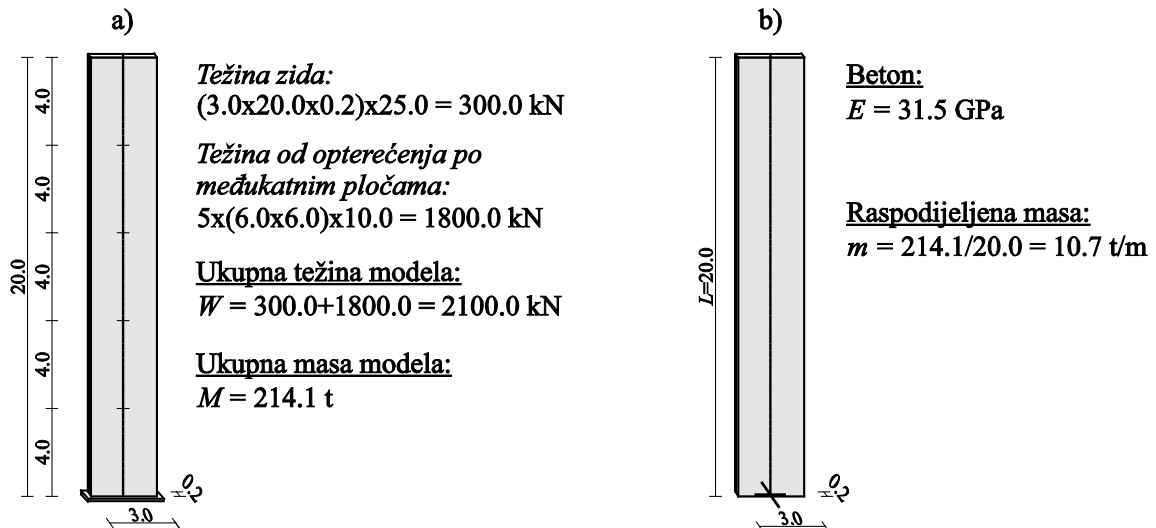 a)
Težina zida:
(3.0x20.0x0.2)x25.0 = 300.0 kN
Težina od opterećenja po
međukatnim pločama:
5x(6.0x6.0)x10.0 = 1800.0 kN
Ukupna težina modela:
W = 300.0+1800.0 = 2100.0 kN
Ukupna masa modela:
M = 214.1 t
20.0
4.0
4.0
4.0
4.0
4.0
0.2
3.0
b)
Beton:
E = 31.5 GPa
Raspodijeljena masa:
m = 214.1/20.0 = 10.7 t/m
L=20.0
0.2
3.0